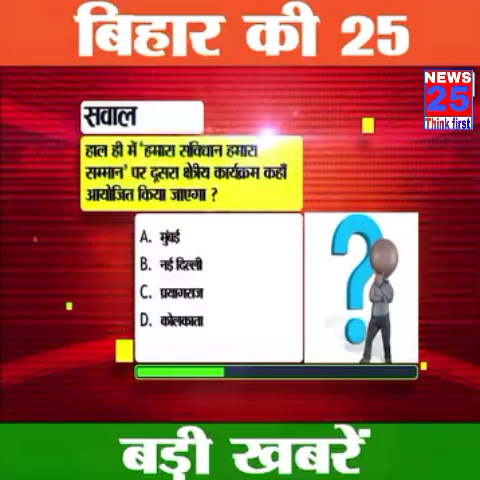 बिहार की 25
NEWS
25
Think first
सवाल
हाल ही में 'हमारा संविधान हमारा
सम्मान' पर दूसरा क्षेत्रीय कार्यक्रम कहाँ
आयोजित किया जाएगा ?
A. मुंबई
B. नई दिल्ली
C. प्रयागराज
D. कोलकाता
बड़ी खबरें